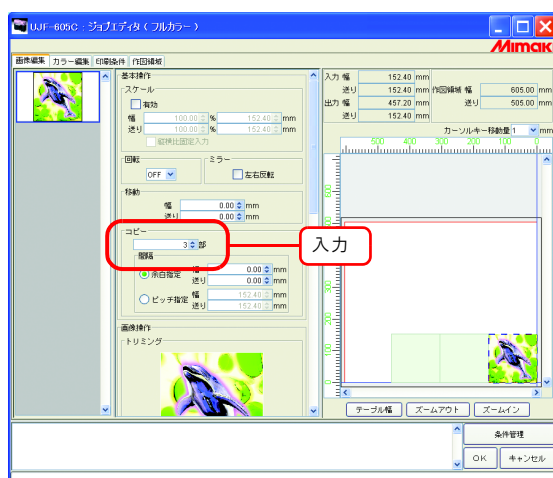 UJF-605C : ジョブエディタ ( フルカラー )
Mimaki
画像編集 カラー編集 印刷条件 作図領域
基本操作
スケール
有効
幅 100.00 % 152.40 mm
送り 100.00 % 152.40 mm
縦横比固定入力
回転
OFF
ミラー
左右反転
移動
幅 0.00 mm
送り 0.00 mm
コピー
3 部
入力
間隔
余白指定 幅 0.00 mm
送り 0.00 mm
ピッチ指定 幅 152.40 mm
送り 152.40 mm
画像操作
トリミング
入力 幅 152.40 mm
送り 152.40 mm
出力 幅 457.20 mm
送り 152.40 mm
作図領域 幅 605.00 mm
送り 505.00 mm
カーソルキー移動量 1 mm
500 400 300 200 100 0
テーブル幅 ズームアウト ズームイン
条件管理
OK キャンセル